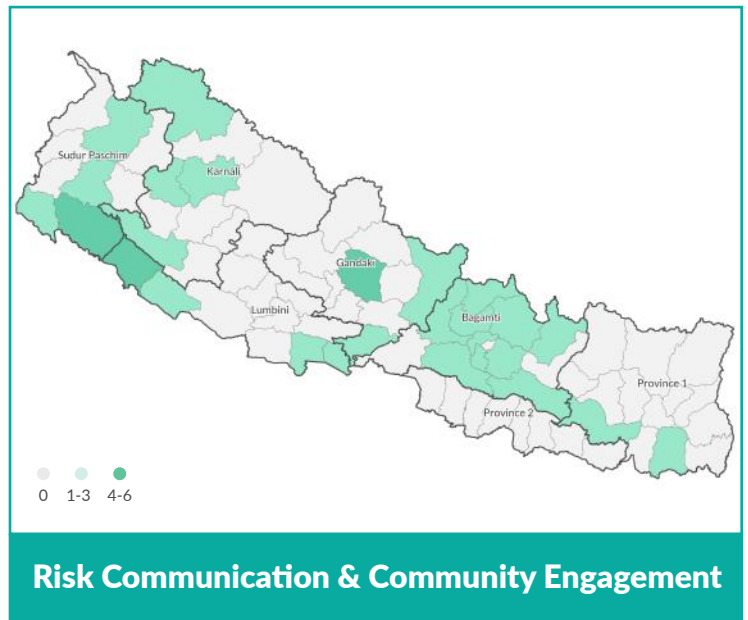 Sudur Paschim
Karnali
Gandaki
Lumbini
Bagamti
Province 1
Province 2
0 1-3 4-6
Risk Communication & Community Engagement